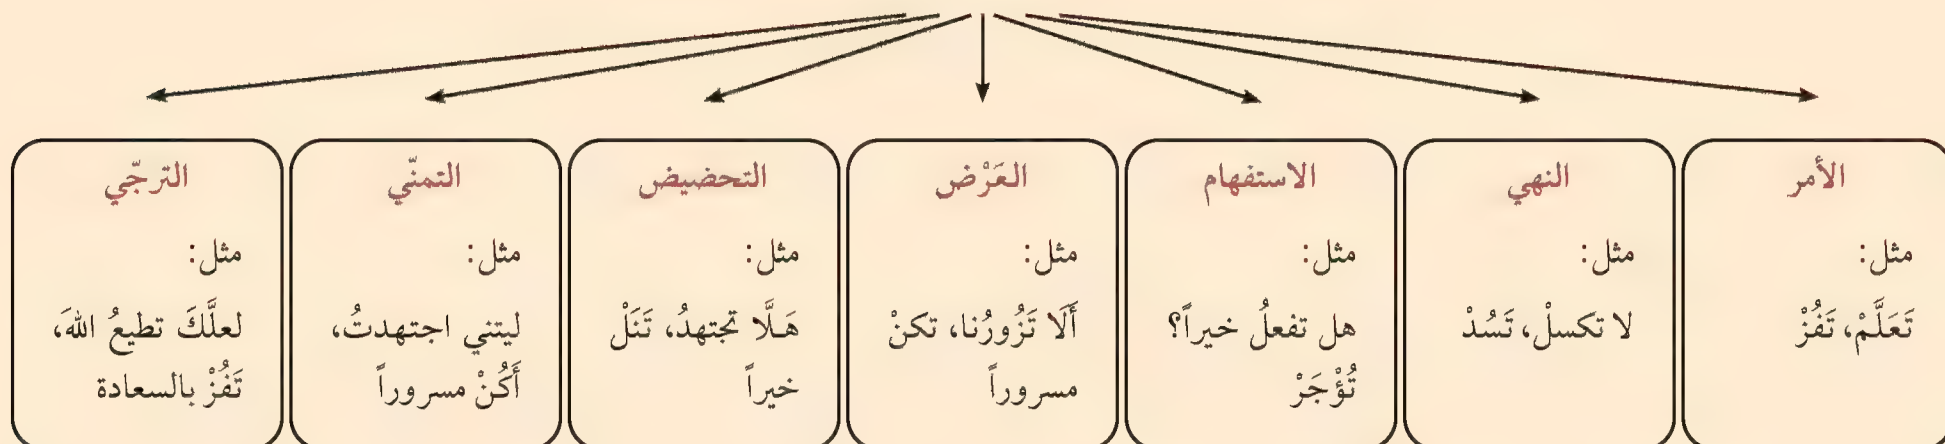 الأمر
مثل:
تَعَلَّمْ، تَفُزْ
النهي
مثل:
لا تكسلْ، تَسُدْ
الاستفهام
مثل:
هل تفعلُ خيراً؟
تُؤْجَرْ
العَرْض
مثل:
أَلَا تَزُورُنا، تكنْ
مسروراً
التحضيض
مثل:
هَلَّا تجتهدُ، تَنَلْ
خيراً
التمنّي
مثل:
ليتني اجتهدتُ،
أَكُنْ مسروراً
الترجّي
مثل:
لعلَّكَ تطيعُ اللهَ،
تَفُزْ بالسعادة